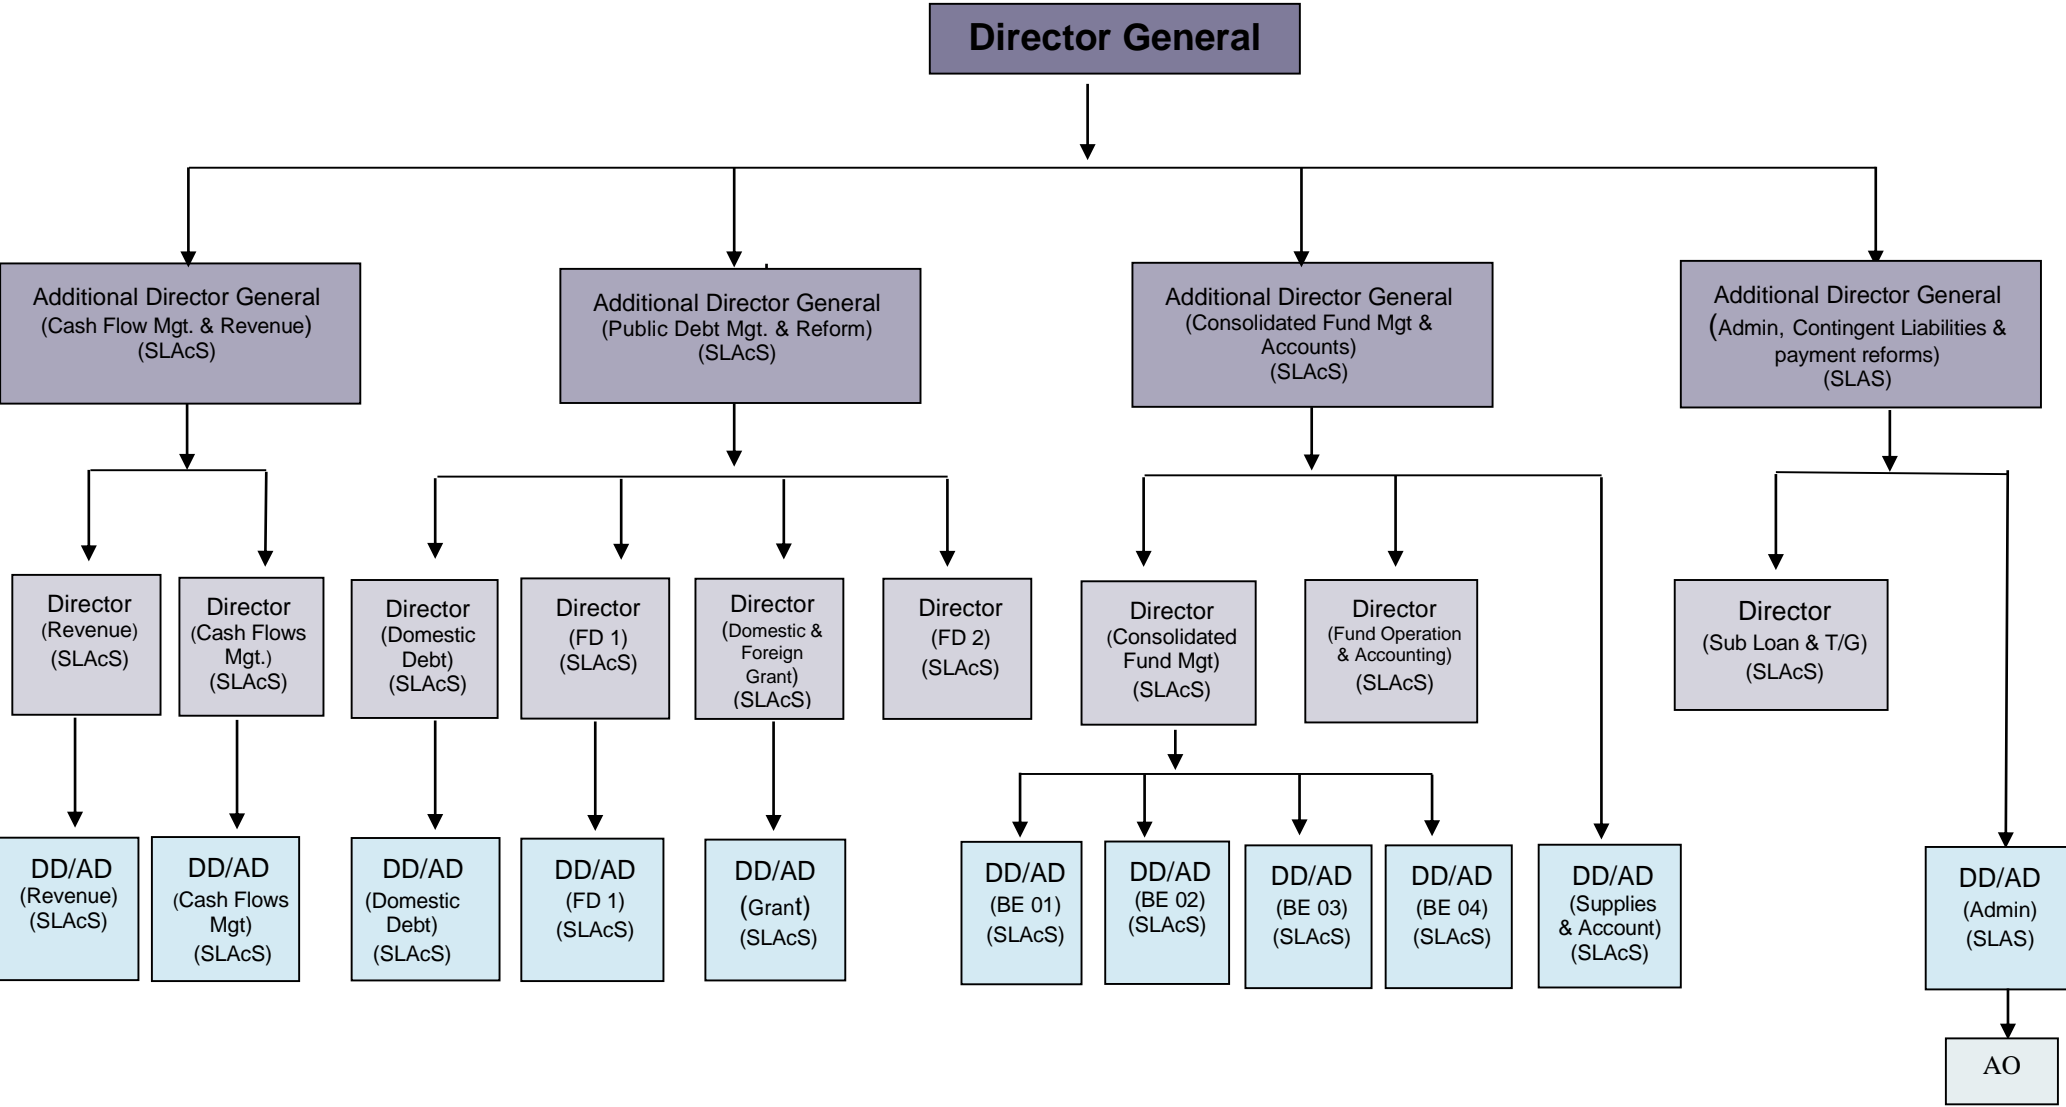 Director General
Additional Director General
(Cash Flow Mgt. & Revenue)
(SLAcS)
Additional Director General
(Public Debt Mgt. & Reform)
(SLAcS)
Additional Director General
(Consolidated Fund Mgt &
Accounts)
(SLAcS)
Additional Director General
(Admin, Contingent Liabilities &
payment reforms)
(SLAS)
Director
(Revenue)
(SLAcS)
Director
(Cash Flows
Mgt.)
(SLAcS)
Director
(Domestic
Debt)
(SLAcS)
Director
(FD 1)
(SLAcS)
Director
(Domestic &
Foreign
Grant)
(SLAcS)
Director
(FD 2)
(SLAcS)
Director
(Consolidated
Fund Mgt)
(SLAcS)
Director
(Fund Operation
& Accounting)
(SLAcS)
Director
(Sub Loan & T/G)
(SLAcS)
DD/AD
(Revenue)
(SLAcS)
DD/AD
(Cash Flows
Mgt)
(SLAcS)
DD/AD
(Domestic
Debt)
(SLAcS)
DD/AD
(FD 1)
(SLAcS)
DD/AD
(Grant)
(SLAcS)
DD/AD
(BE 01)
(SLAcS)
DD/AD
(BE 02)
(SLAcS)
DD/AD
(BE 03)
(SLAcS)
DD/AD
(BE 04)
(SLAcS)
DD/AD
(Supplies
& Account)
(SLAcS)
DD/AD
(Admin)
(SLAS)
AO